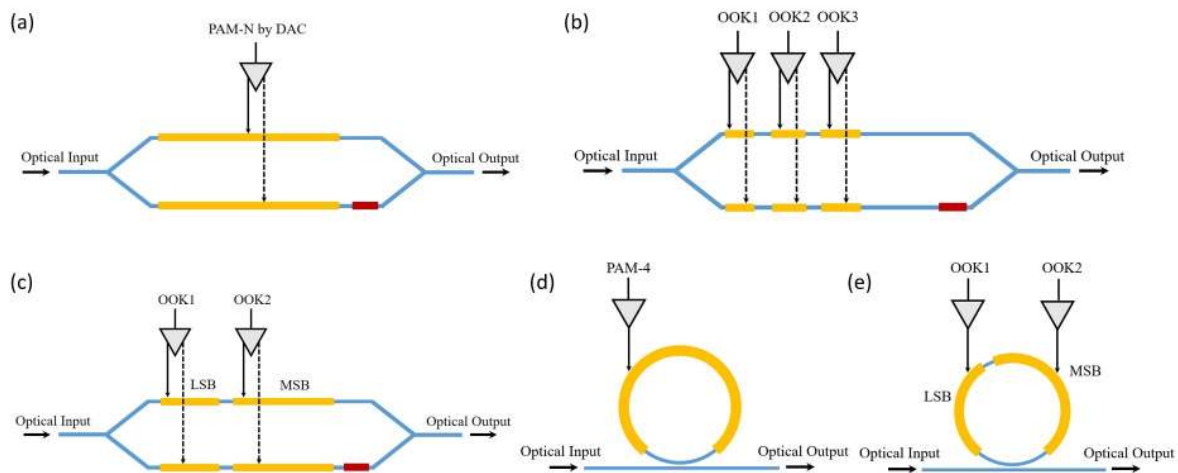 (a)
PAM-N by DAC
Optical Input
Optical Output
(b)
OOK1 OOK2 OOK3
Optical Input
Optical Output
(c)
OOK1 OOK2
LSB MSB
Optical Input
Optical Output
(d)
PAM-4
Optical Input
Optical Output
(e)
OOK1 OOK2
MSB
LSB
Optical Input
Optical Output